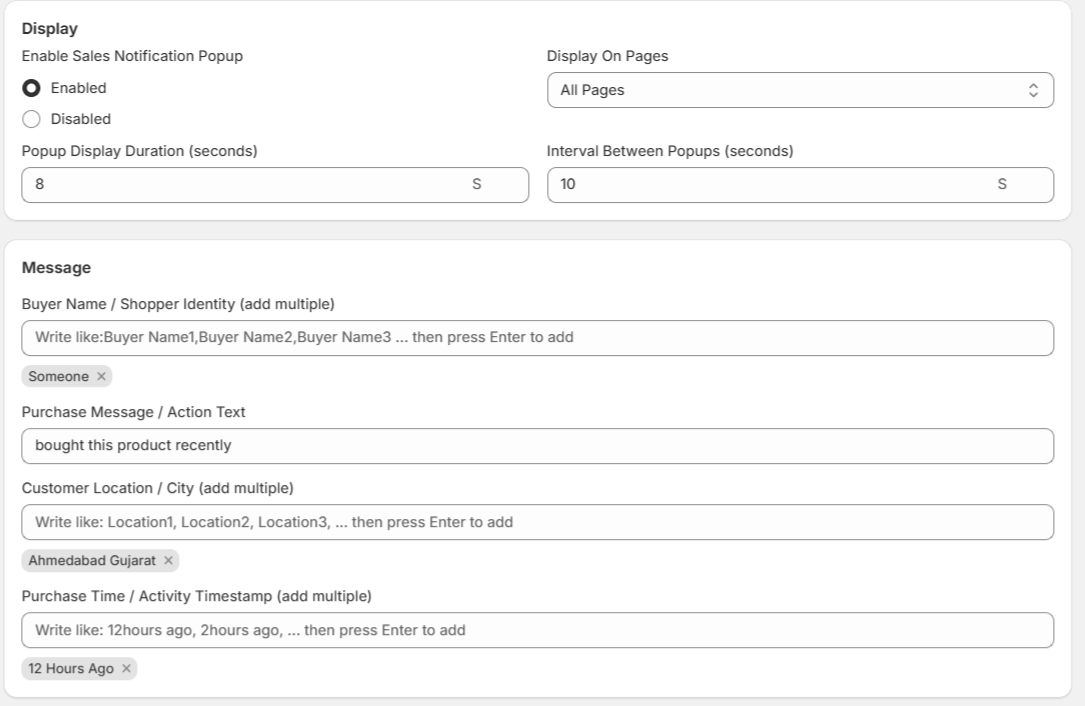 Display
Enable Sales Notification Popup
Display On Pages
Enabled
All Pages
Disabled
Popup Display Duration (seconds)
Interval Between Popups (seconds)
8 S
10 S
Message
Buyer Name / Shopper Identity (add multiple)
Write like:Buyer Name1,Buyer Name2,Buyer Name3 ... then press Enter to add
Someone ×
Purchase Message / Action Text
bought this product recently
Customer Location / City (add multiple)
Write like: Location1, Location2, Location3, ... then press Enter to add
Ahmedabad Gujarat ×
Purchase Time / Activity Timestamp (add multiple)
Write like: 12hours ago, 2hours ago, ... then press Enter to add
12 Hours Ago ×